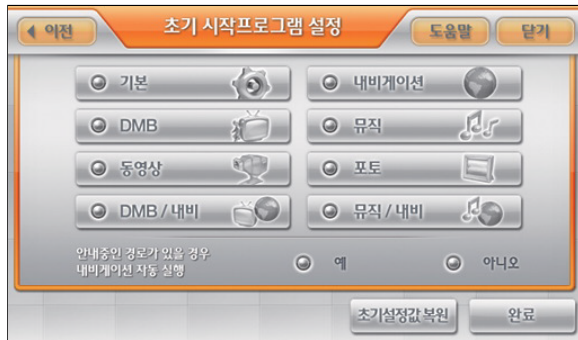 이전
초기 시작프로그램 설정
도움말
닫기
기본
내비게이션
DMB
뮤직
동영상
포토
DMB / 내비
뮤직 / 내비
안내중인 경로가 있을 경우
내비게이션 자동 실행
예
아니오
초기설정값 복원
완료